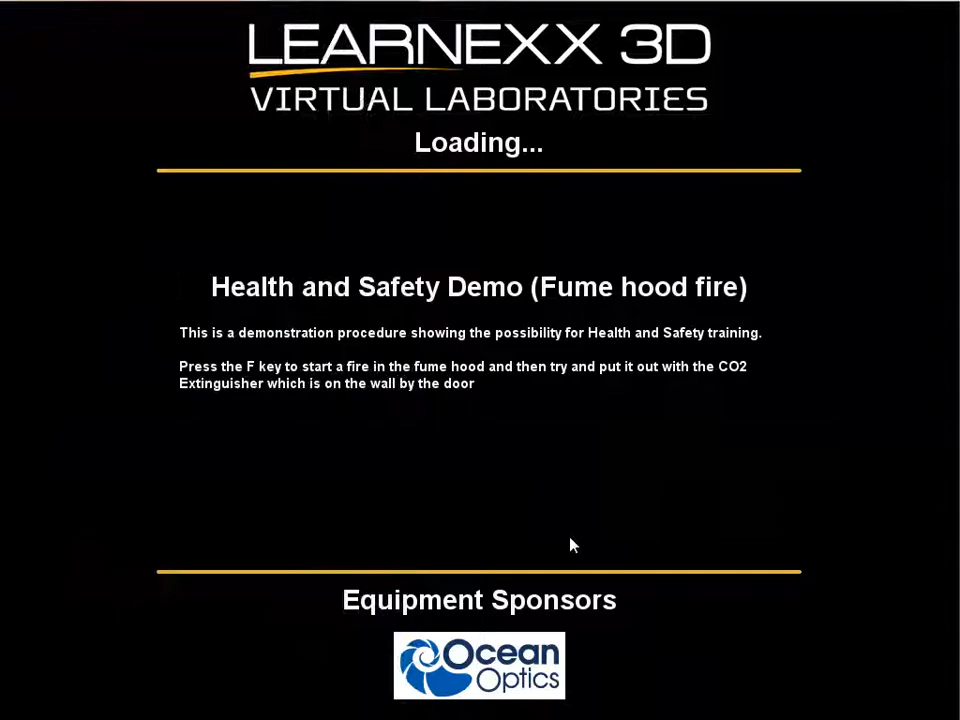 LEARNEXX 3D
VIRTUAL LABORATORIES
Loading...
Health and Safety Demo (Fume hood fire)
This is a demonstration procedure showing the possibility for Health and Safety training.
Press the F key to start a fire in the fume hood and then try and put it out with the CO2
Extinguisher which is on the wall by the door
Equipment Sponsors
Ocean
Optics